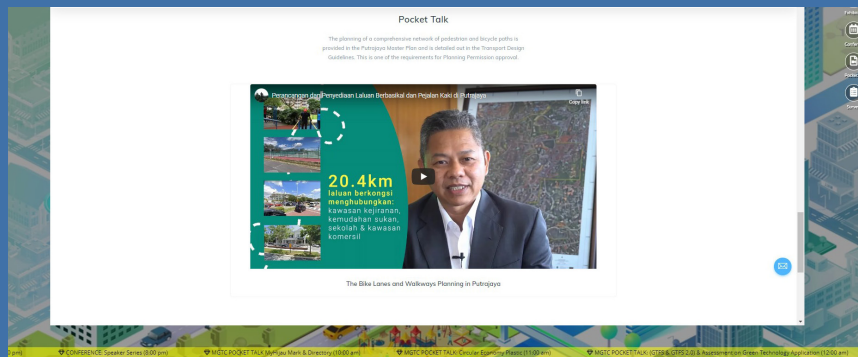 Pocket Talk
The planning of a comprehensive network of pedestrian and bicycle paths is
provided in the Putrajaya Master Plan and is detailed out in the Transport Design
Guidelines. This is one of the requirements for Planning Permission approval.
Perancangan dan Penyediaan Laluan Berbasikal dan Pejalan Kaki di Putrajaya
Copy link
20.4km
laluan berkongsi
menghubungkan:
kawasan kejiranan,
kemudahan sukan,
sekolah & kawasan
komersil
The Bike Lanes and Walkways Planning in Putrajaya
pm) CONFERENCE: Speaker Series (8:00 pm) MGTC POCKET TALK MyHijau Mark & Directory (10:00 am) MGTC POCKET TALK: Circular Economy Plastic (11:00 am) MGTC POCKET TALK: (GTFS & GTFS 2.0) & Assessment on Green Technology Application (12:00 am)